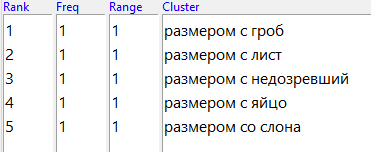 Rank Freq Range Cluster
1 1 1 размером с гроб
2 1 1 размером с лист
3 1 1 размером с недозревший
4 1 1 размером с яйцо
5 1 1 размером со слона